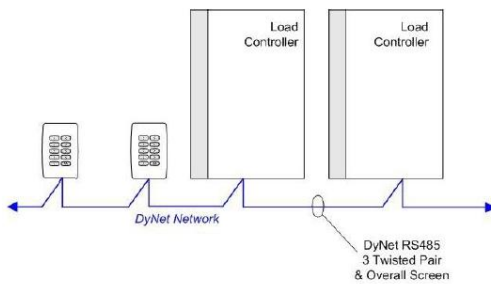 Load
Controller
Load
Controller
DyNet Network
DyNet RS485
3 Twisted Pair
& Overall Screen